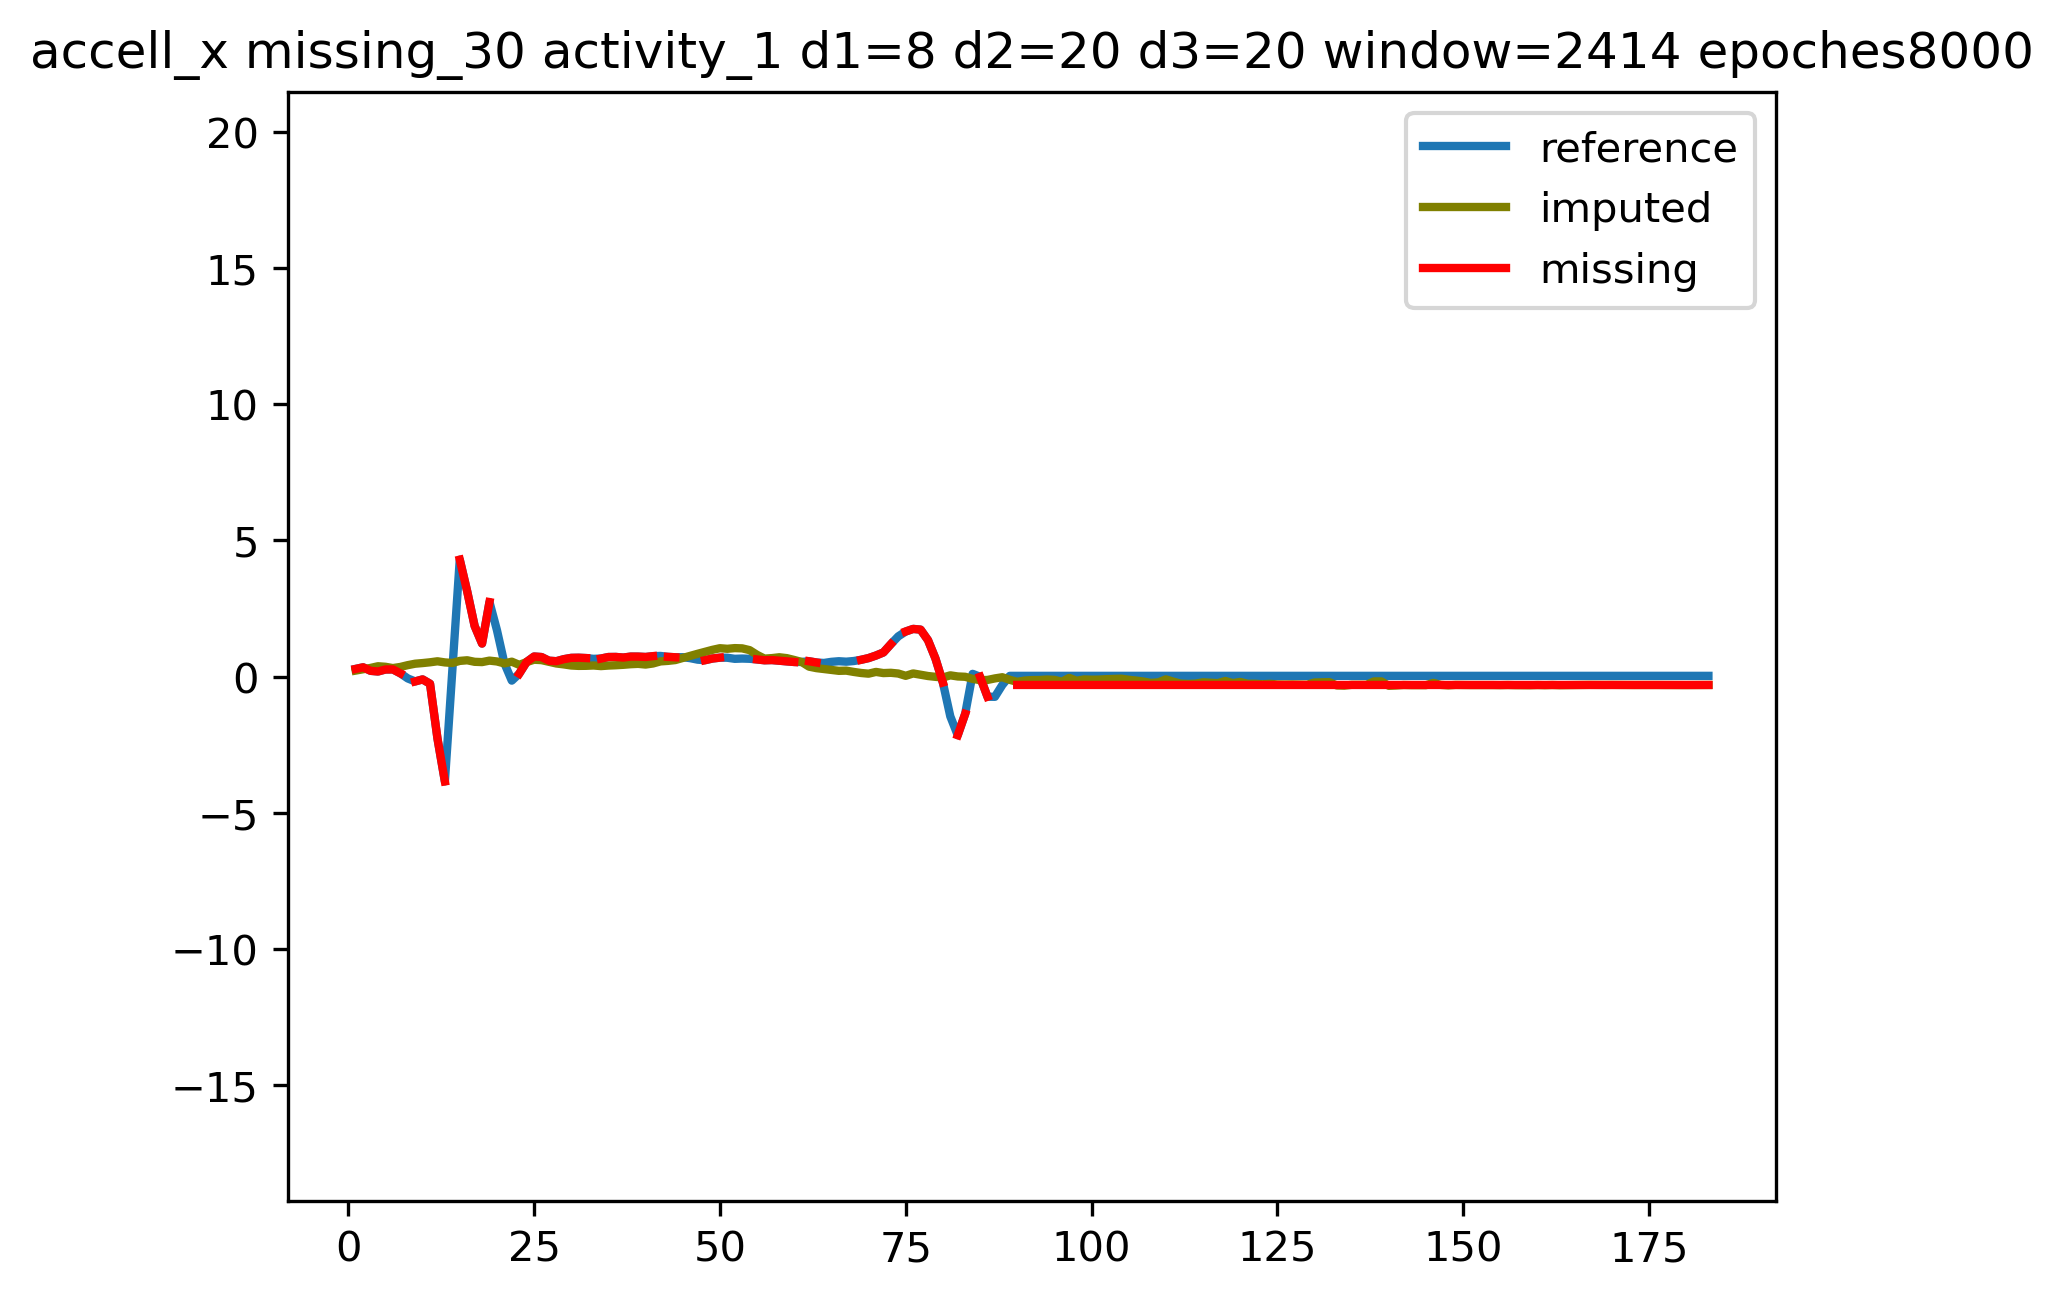 accell_x missing_30 activity_1 d1=8 d2=20 d3=20 window=2414 epoches8000
reference
imputed
missing
20
15
10
5
0
−5
−10
−15
0 25 50 75 100 125 150 175